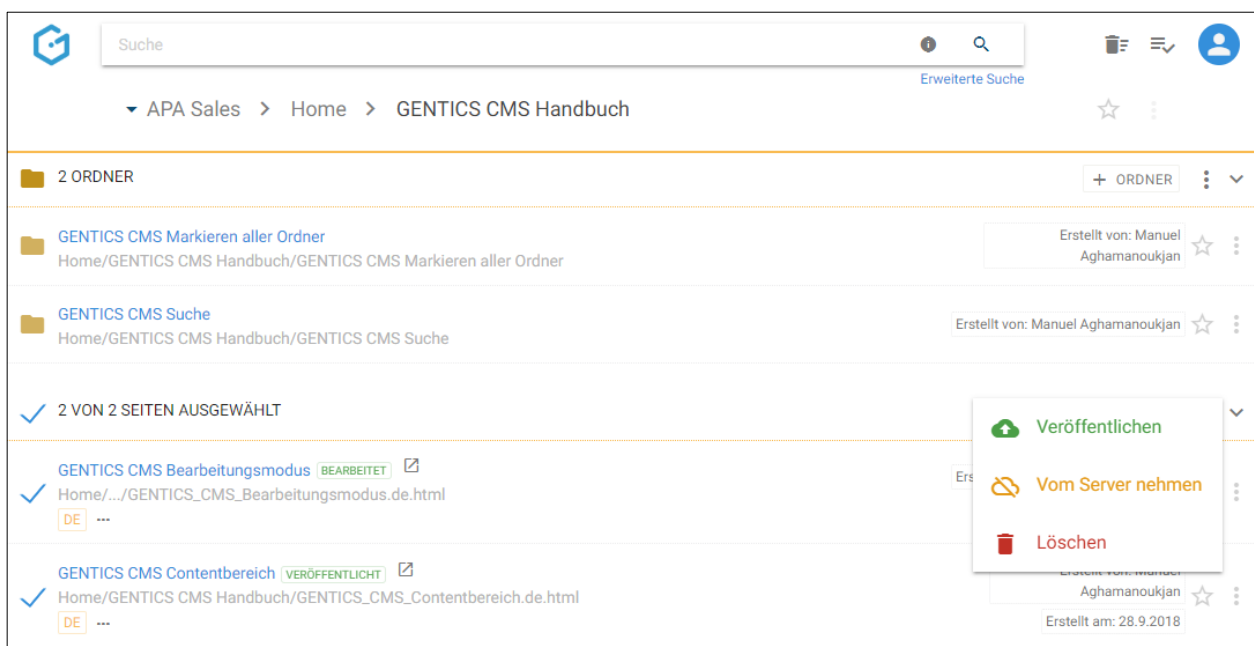 Suche
Erweiterte Suche
APA Sales > Home > GENTICS CMS Handbuch
2 ORDNER
+ ORDNER
GENTICS CMS Markieren aller Ordner
Home/GENTICS CMS Handbuch/GENTICS CMS Markieren aller Ordner
Erstellt von: Manuel
Aghamanoukjan
GENTICS CMS Suche
Home/GENTICS CMS Handbuch/GENTICS CMS Suche
Erstellt von: Manuel Aghamanoukjan
2 VON 2 SEITEN AUSGEWÄHLT
Veröffentlichen
Vom Server nehmen
Löschen
GENTICS CMS Bearbeitungsmodus BEARBEITET
Home/.../GENTICS_CMS_Bearbeitungsmodus.de.html
DE ...
GENTICS CMS Contentbereich VERÖFFENTLICHT
Home/GENTICS CMS Handbuch/GENTICS_CMS_Contentbereich.de.html
DE ...
Erstellt von: Manuel
Aghamanoukjan
Erstellt am: 28.9.2018